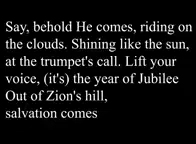 Say, behold He comes, riding on
the clouds. Shining like the sun,
at the trumpet's call. Lift your
voice, (it's) the year of Jubilee
Out of Zion's hill,
salvation comes